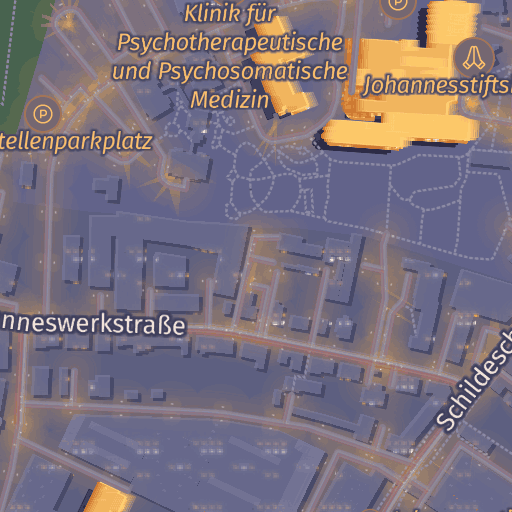 Klinik für
Psychotherapeutische
und Psychosomatische
Medizin
P
P
Johannesstifts
tellenparkplatz
nneswerkstraße
Schildesch